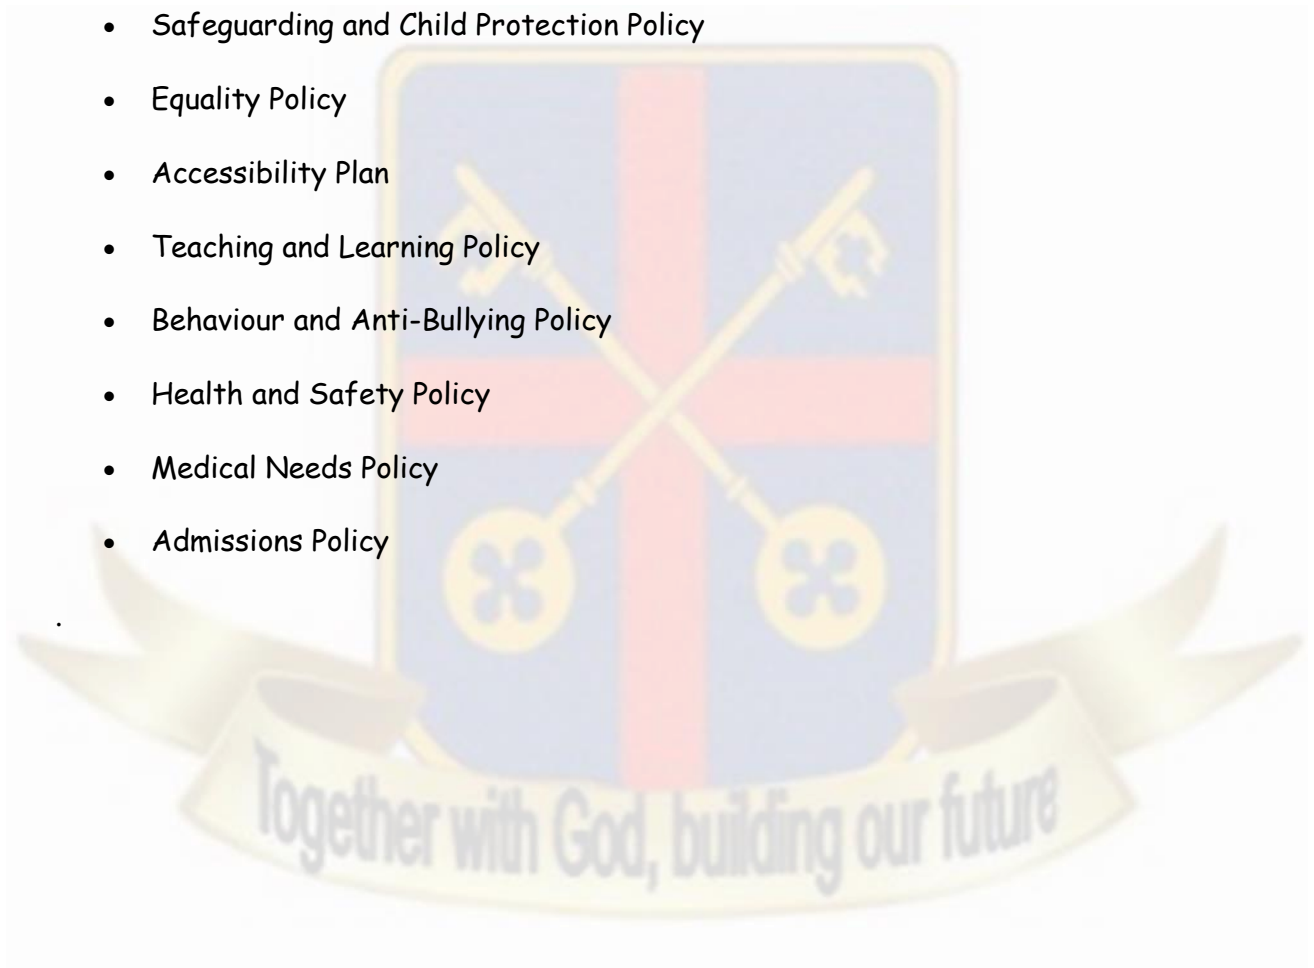 • Safeguarding and Child Protection Policy
• Equality Policy
• Accessibility Plan
• Teaching and Learning Policy
• Behaviour and Anti-Bullying Policy
• Health and Safety Policy
• Medical Needs Policy
• Admissions Policy
.
Together with God, building our future